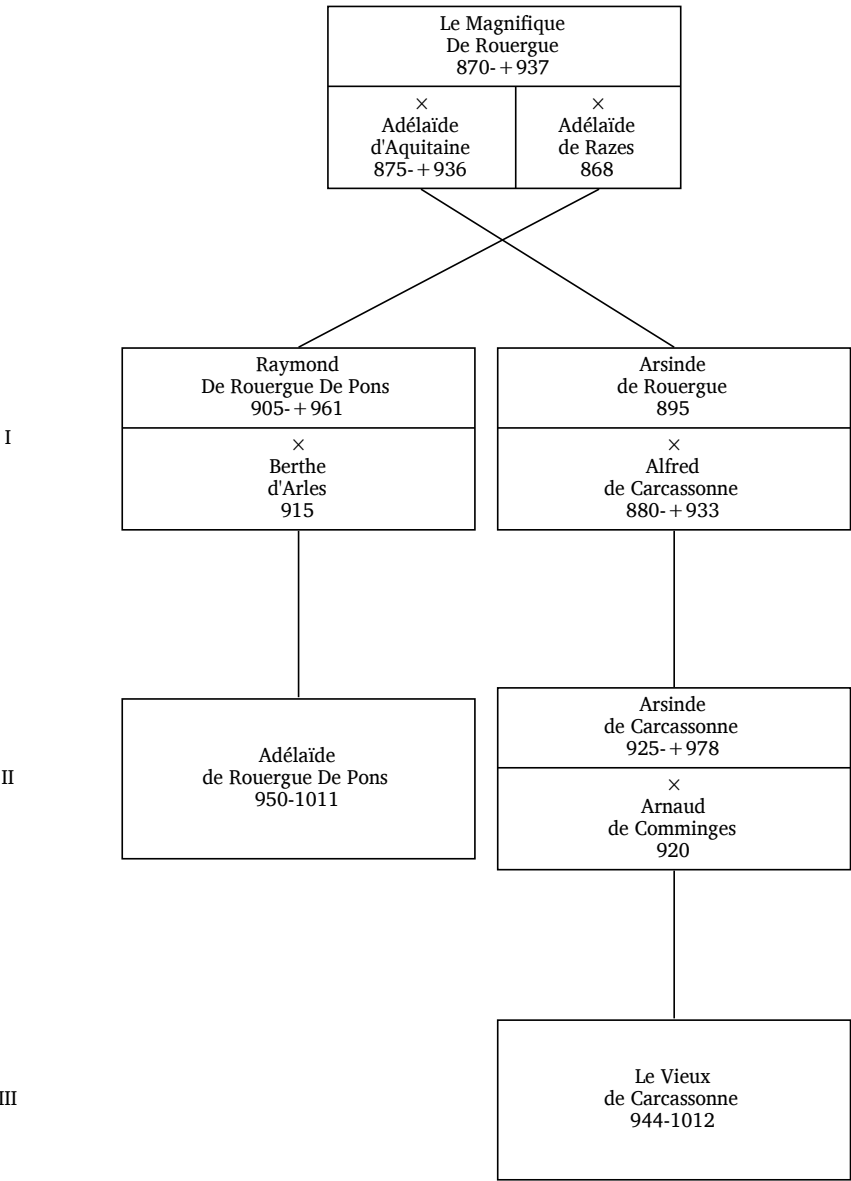 Le Magnifique
De Rouergue
870-+937
×
Adélaïde
d'Aquitaine
875-+936
×
Adélaïde
de Razes
868
I
Raymond
De Rouergue De Pons
905-+961
×
Berthe
d'Arles
915
Arsinde
de Rouergue
895
×
Alfred
de Carcassonne
880-+933
II
Adélaïde
de Rouergue De Pons
950-1011
Arsinde
de Carcassonne
925-+978
×
Arnaud
de Comminges
920
III
Le Vieux
de Carcassonne
944-1012